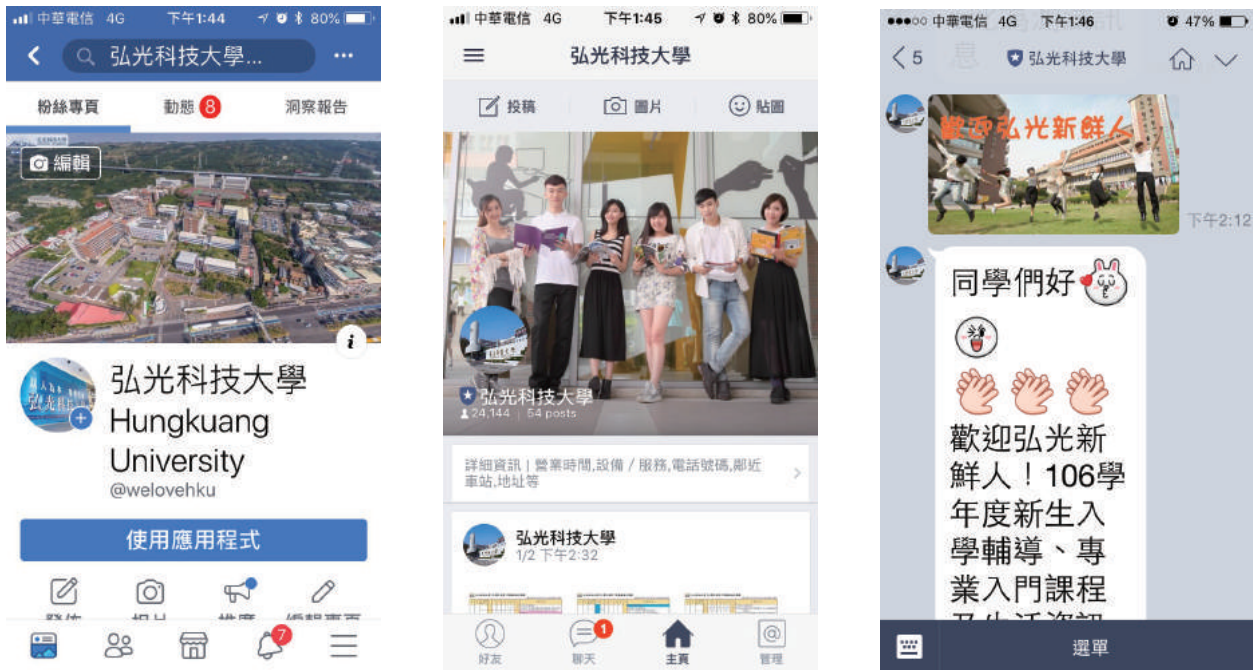 中華電信 4G 下午1:44 80%
弘光科技大學...
粉絲專頁 動態 8 洞察報告
編輯
弘光科技大學
Hungkuang
University
@welovehku
使用應用程式
7
中華電信 4G 下午1:45 80%
弘光科技大學
投稿 圖片 貼圖
弘光科技大學
24,144 54 posts
詳細資訊 | 營業時間,設備 / 服務,電話號碼,鄰近
車站,地址等
弘光科技大學
1/2 下午2:32
好友 聊天 1 主頁 管理
中華電信 4G 下午1:46 47%
5 弘光科技大學
歡迎弘光新鮮人
下午2:12
同學們好
歡迎弘光新
鮮人！106學
年度新生入
學輔導、專
業入門課程
及生活資訊
選單